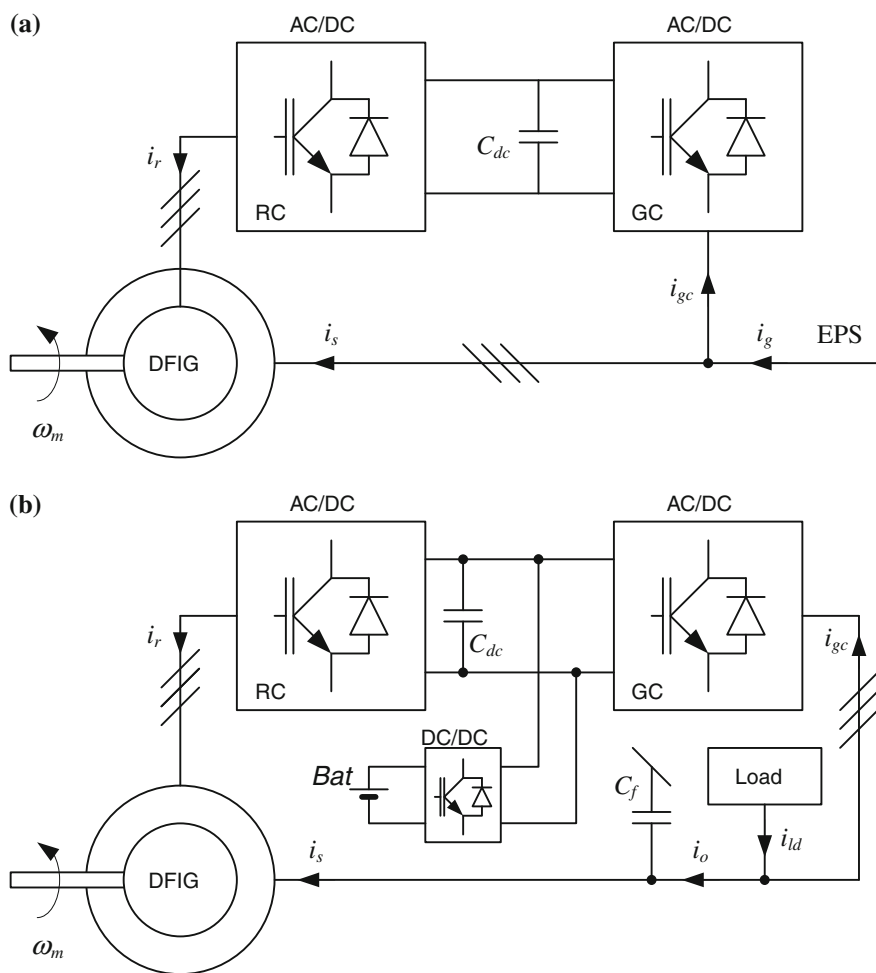 (a)
AC/DC
AC/DC
i_r
C_dc
RC
GC
i_gc
i_s
i_g
EPS
DFIG
ω_m
(b)
AC/DC
AC/DC
i_r
C_dc
i_gc
RC
GC
DC/DC
Bat
C_f
Load
i_s
i_o
i_ld
DFIG
ω_m